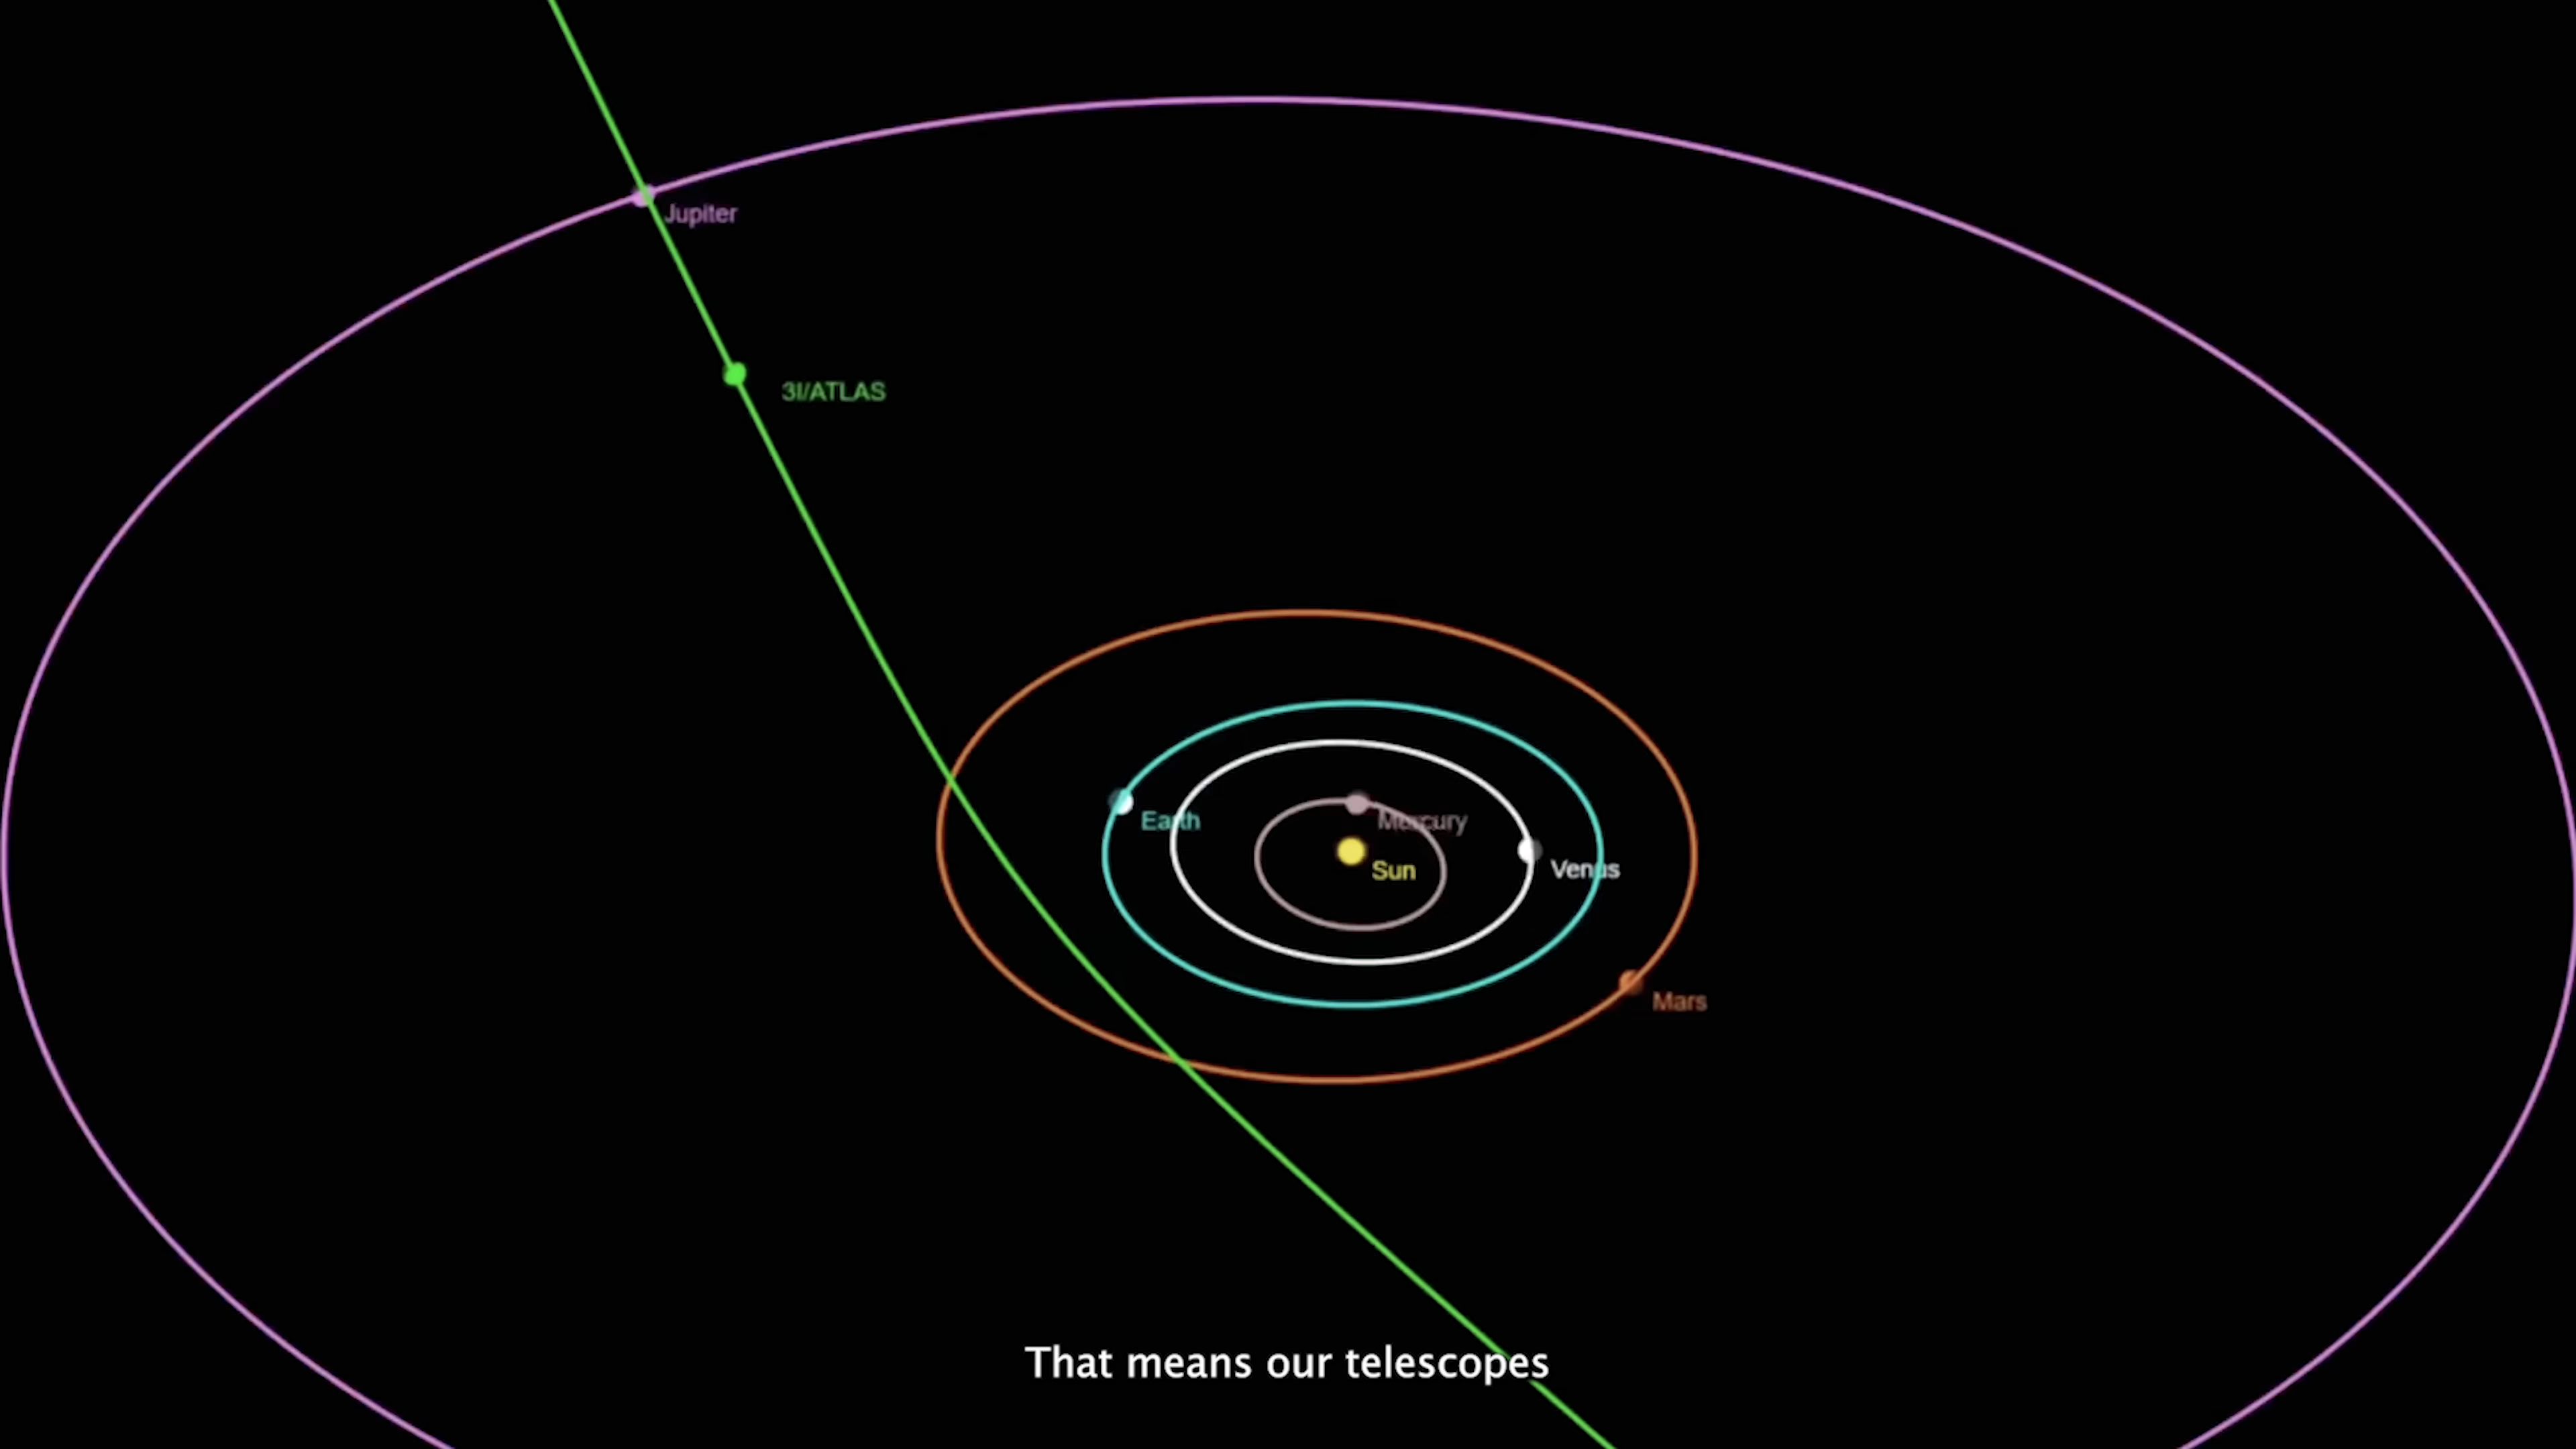 Jupiter
3I/ATLAS
Earth
Mercury
Sun
Venus
Mars
That means our telescopes